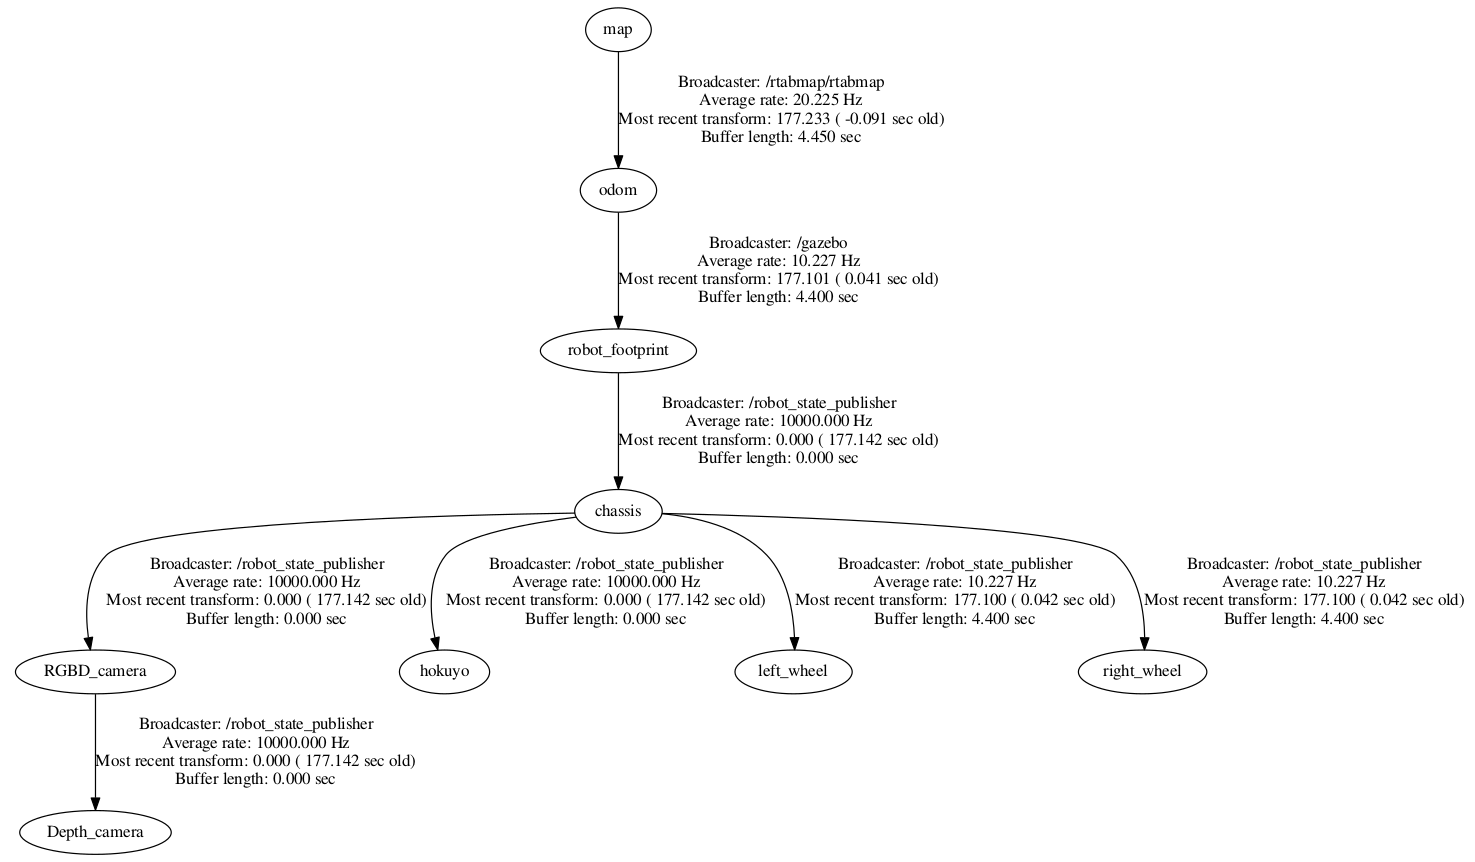 map
Broadcaster: /rtabmap/rtabmap
Average rate: 20.225 Hz
Most recent transform: 177.233 ( -0.091 sec old)
Buffer length: 4.450 sec
odom
Broadcaster: /gazebo
Average rate: 10.227 Hz
Most recent transform: 177.101 ( 0.041 sec old)
Buffer length: 4.400 sec
robot_footprint
Broadcaster: /robot_state_publisher
Average rate: 10000.000 Hz
Most recent transform: 0.000 ( 177.142 sec old)
Buffer length: 0.000 sec
chassis
Broadcaster: /robot_state_publisher
Average rate: 10000.000 Hz
Most recent transform: 0.000 ( 177.142 sec old)
Buffer length: 0.000 sec
Broadcaster: /robot_state_publisher
Average rate: 10000.000 Hz
Most recent transform: 0.000 ( 177.142 sec old)
Buffer length: 0.000 sec
Broadcaster: /robot_state_publisher
Average rate: 10.227 Hz
Most recent transform: 177.100 ( 0.042 sec old)
Buffer length: 4.400 sec
Broadcaster: /robot_state_publisher
Average rate: 10.227 Hz
Most recent transform: 177.100 ( 0.042 sec old)
Buffer length: 4.400 sec
RGBD_camera
hokuyo
left_wheel
right_wheel
Broadcaster: /robot_state_publisher
Average rate: 10000.000 Hz
Most recent transform: 0.000 ( 177.142 sec old)
Buffer length: 0.000 sec
Depth_camera